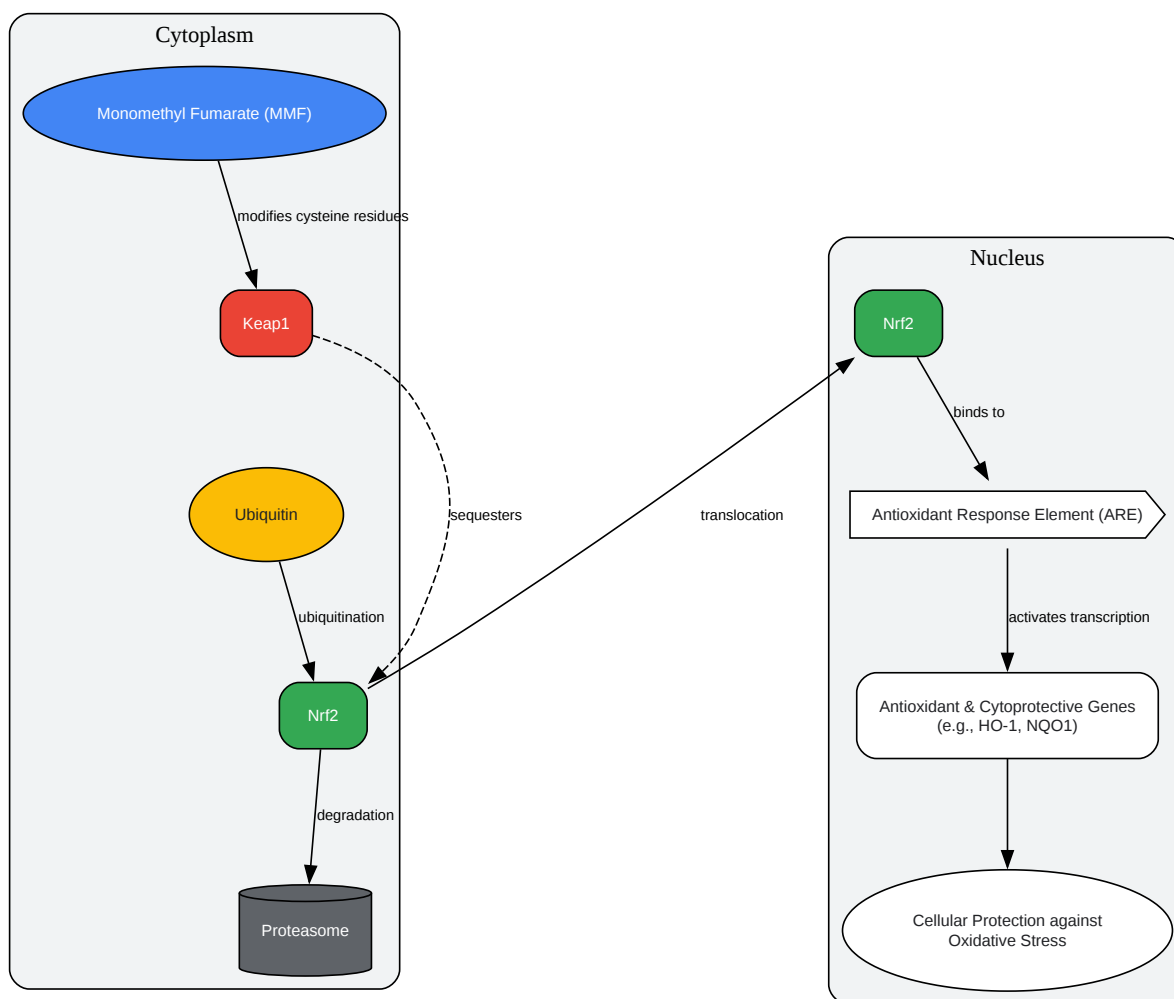 Cytoplasm
Monomethyl Fumarate (MMF)
modifies cysteine residues
Keap1
Ubiquitin
sequesters
ubiquitination
Nrf2
degradation
Proteasome
translocation
Nucleus
Nrf2
binds to
Antioxidant Response Element (ARE)
activates transcription
Antioxidant & Cytoprotective Genes
(e.g., HO-1, NQO1)
Cellular Protection against
Oxidative Stress